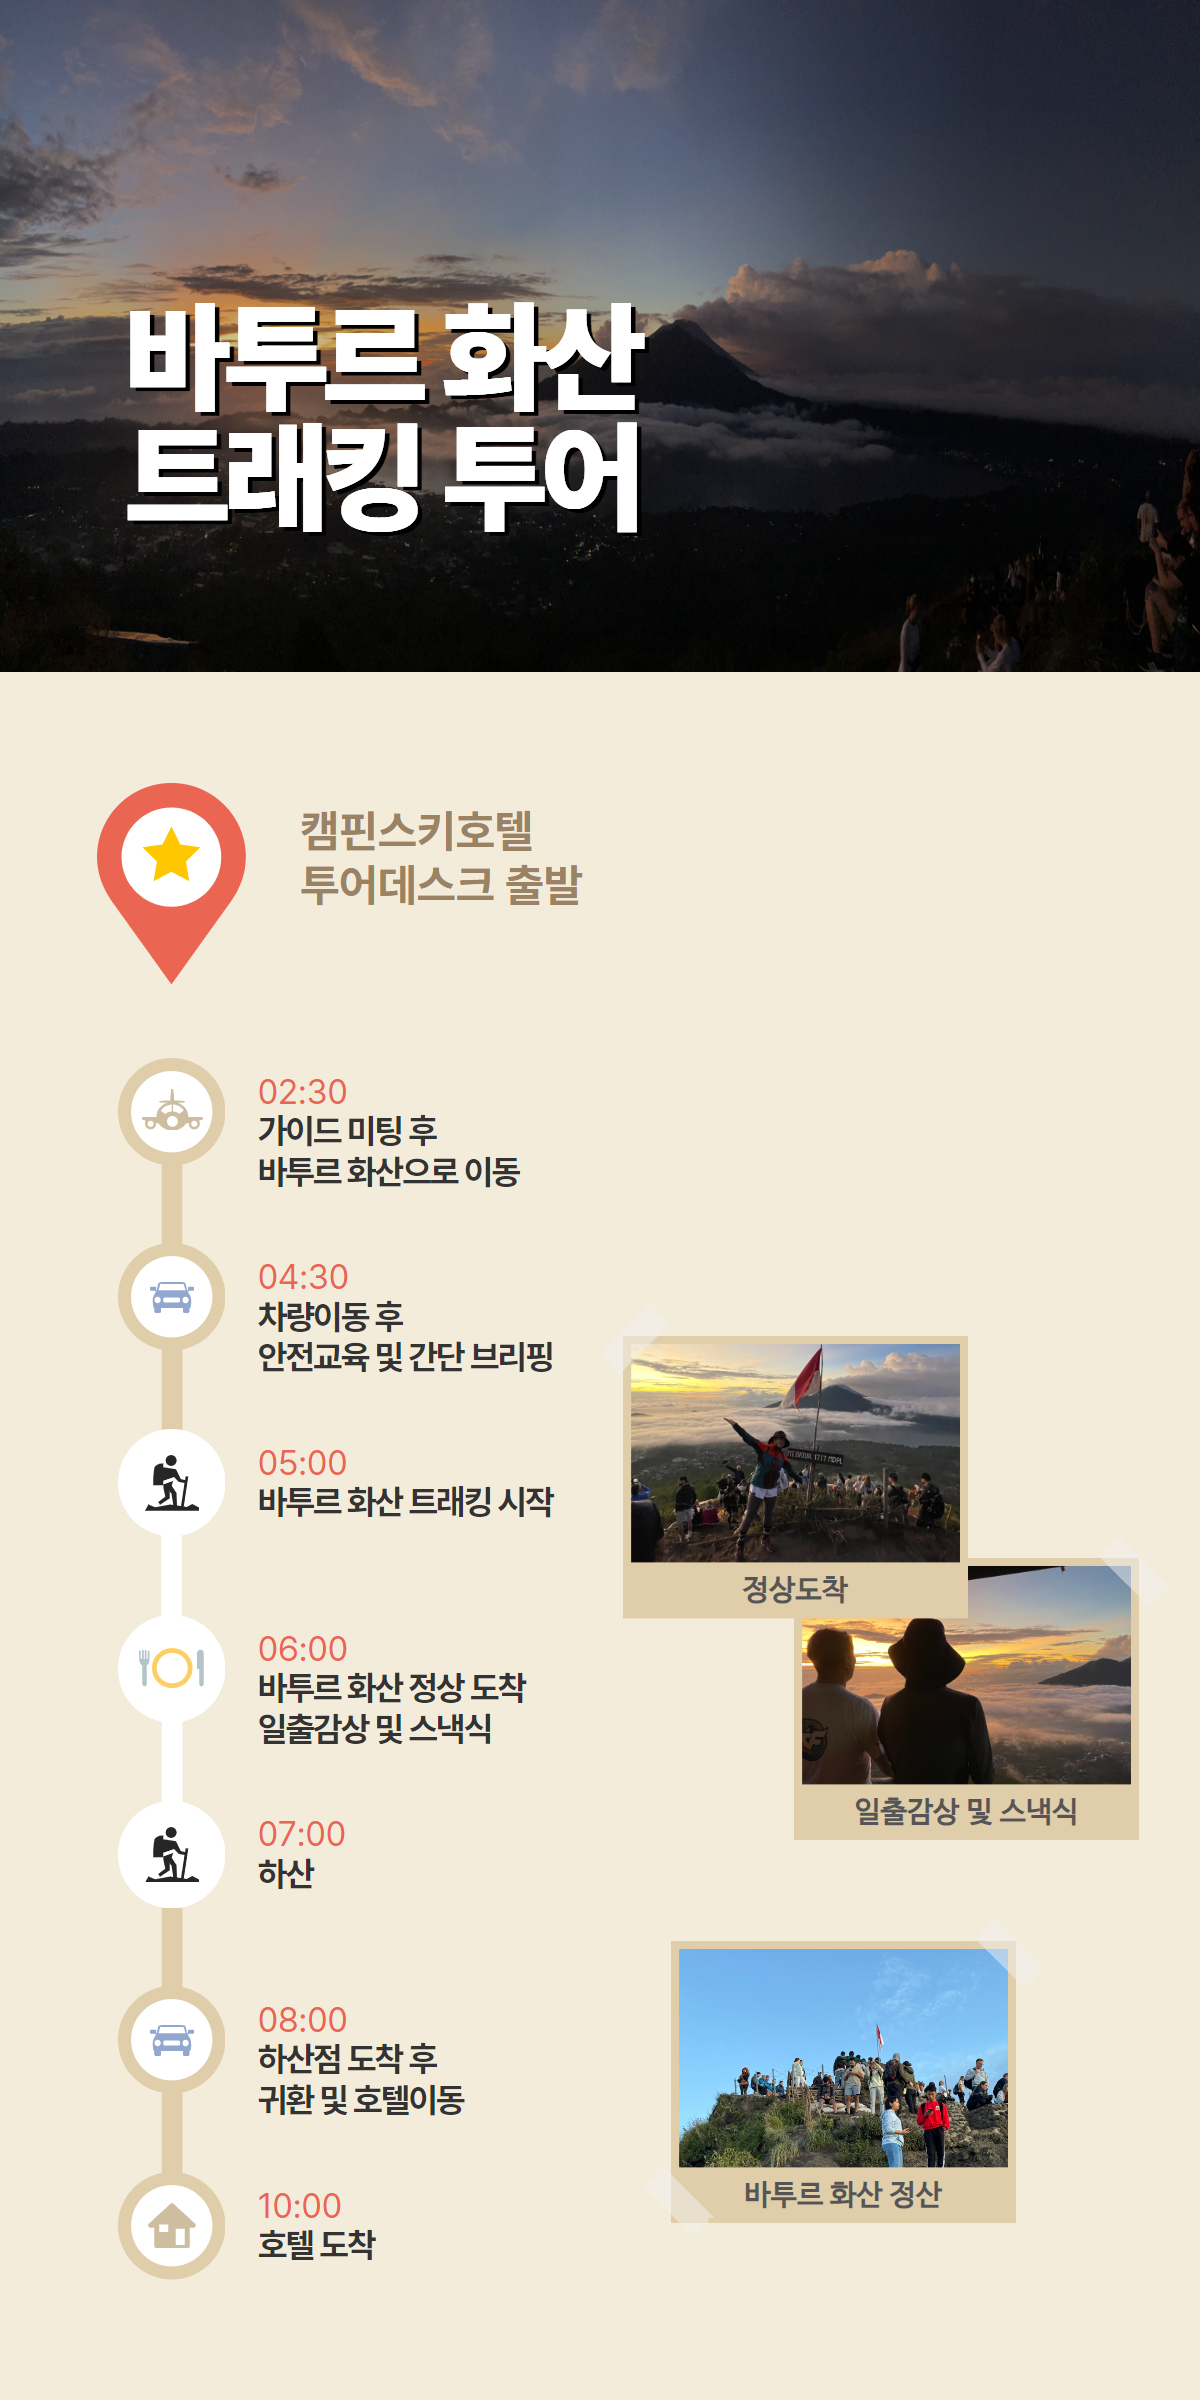 바투르 화산
트래킹 투어
캠핀스키호텔
투어데스크 출발
02:30
가이드 미팅 후
바투르 화산으로 이동
04:30
차량이동 후
안전교육 및 간단 브리핑
05:00
바투르 화산 트래킹 시작
06:00
바투르 화산 정상 도착
일출감상 및 스낵식
07:00
하산
08:00
하산점 도착 후
귀환 및 호텔이동
10:00
호텔 도착
MT.BATUR 1717 MDPL
정상도착
일출감상 및 스낵식
바투르 화산 정산